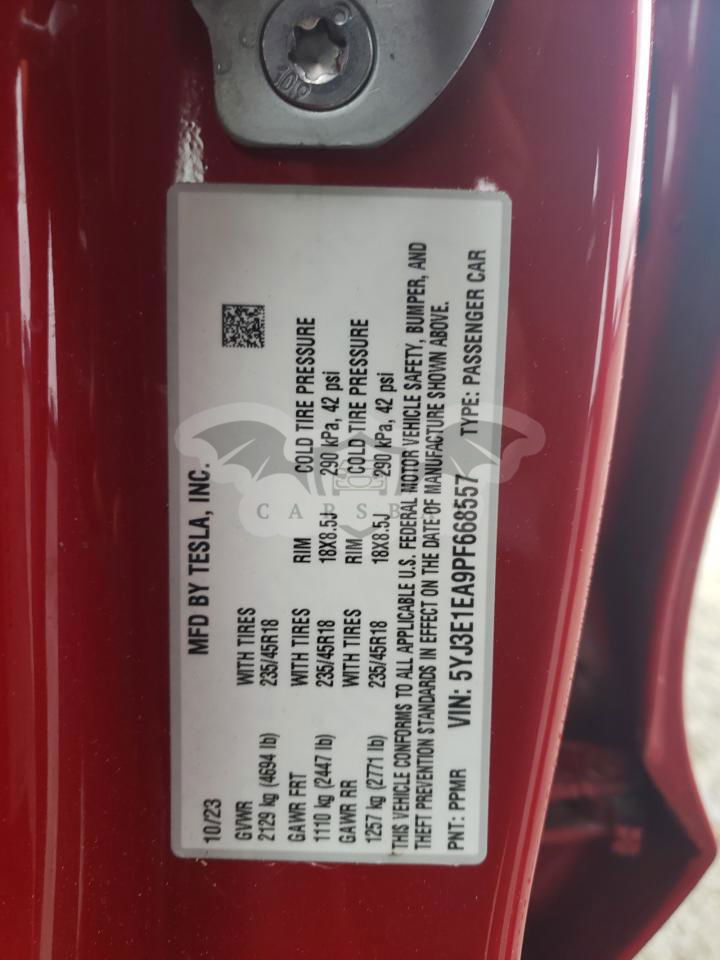 10.9
10/23 MFD BY TESLA, INC.
GVWR WITH TIRES
2129 kg (4694 lb) 235/45R18
GAWR FRT WITH TIRES RIM COLD TIRE PRESSURE
1110 kg (2447 lb) 235/45R18 18X8.5J 290 kPa, 42 psi
GAWR RR WITH TIRES RIM COLD TIRE PRESSURE
1257 kg (2771 lb) 235/45R18 18X8.5J 290 kPa, 42 psi
THIS VEHICLE CONFORMS TO ALL APPLICABLE U.S. FEDERAL MOTOR VEHICLE SAFETY, BUMPER, AND
THEFT PREVENTION STANDARDS IN EFFECT ON THE DATE OF MANUFACTURE SHOWN ABOVE.
PNT: PPMR VIN: 5YJ3E1EA9PF668557 TYPE: PASSENGER CAR